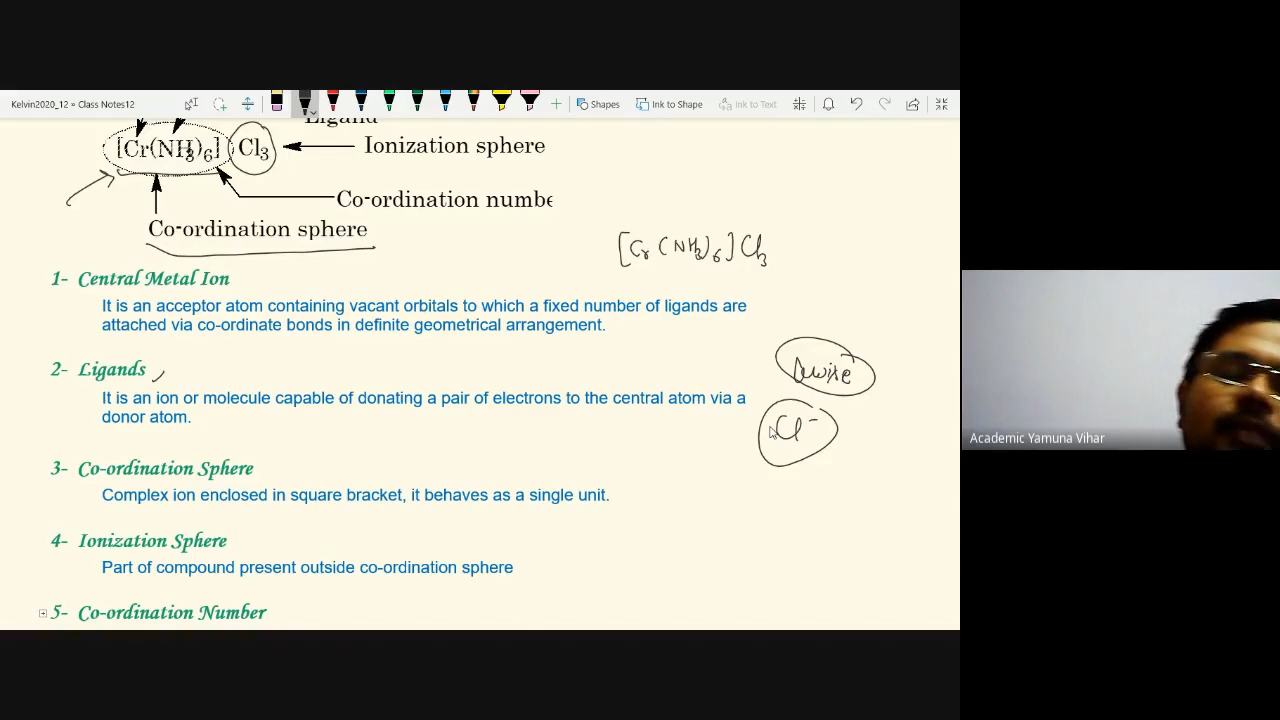 Kelvin2020_12 » Class Notes12
Shapes
Ink to Shape
Ink to Text
Ligand
[Cr(NH3)6] Cl3
Ionization sphere
Co-ordination numbe
Co-ordination sphere
[Cr (NH3)6] Cl3
1- Central Metal Ion
It is an acceptor atom containing vacant orbitals to which a fixed number of ligands are
attached via co-ordinate bonds in definite geometrical arrangement.
2- Ligands
It is an ion or molecule capable of donating a pair of electrons to the central atom via a
donor atom.
Cl-
3- Co-ordination Sphere
Complex ion enclosed in square bracket, it behaves as a single unit.
4- Ionization Sphere
Part of compound present outside co-ordination sphere
5- Co-ordination Number
Academic Yamuna Vihar